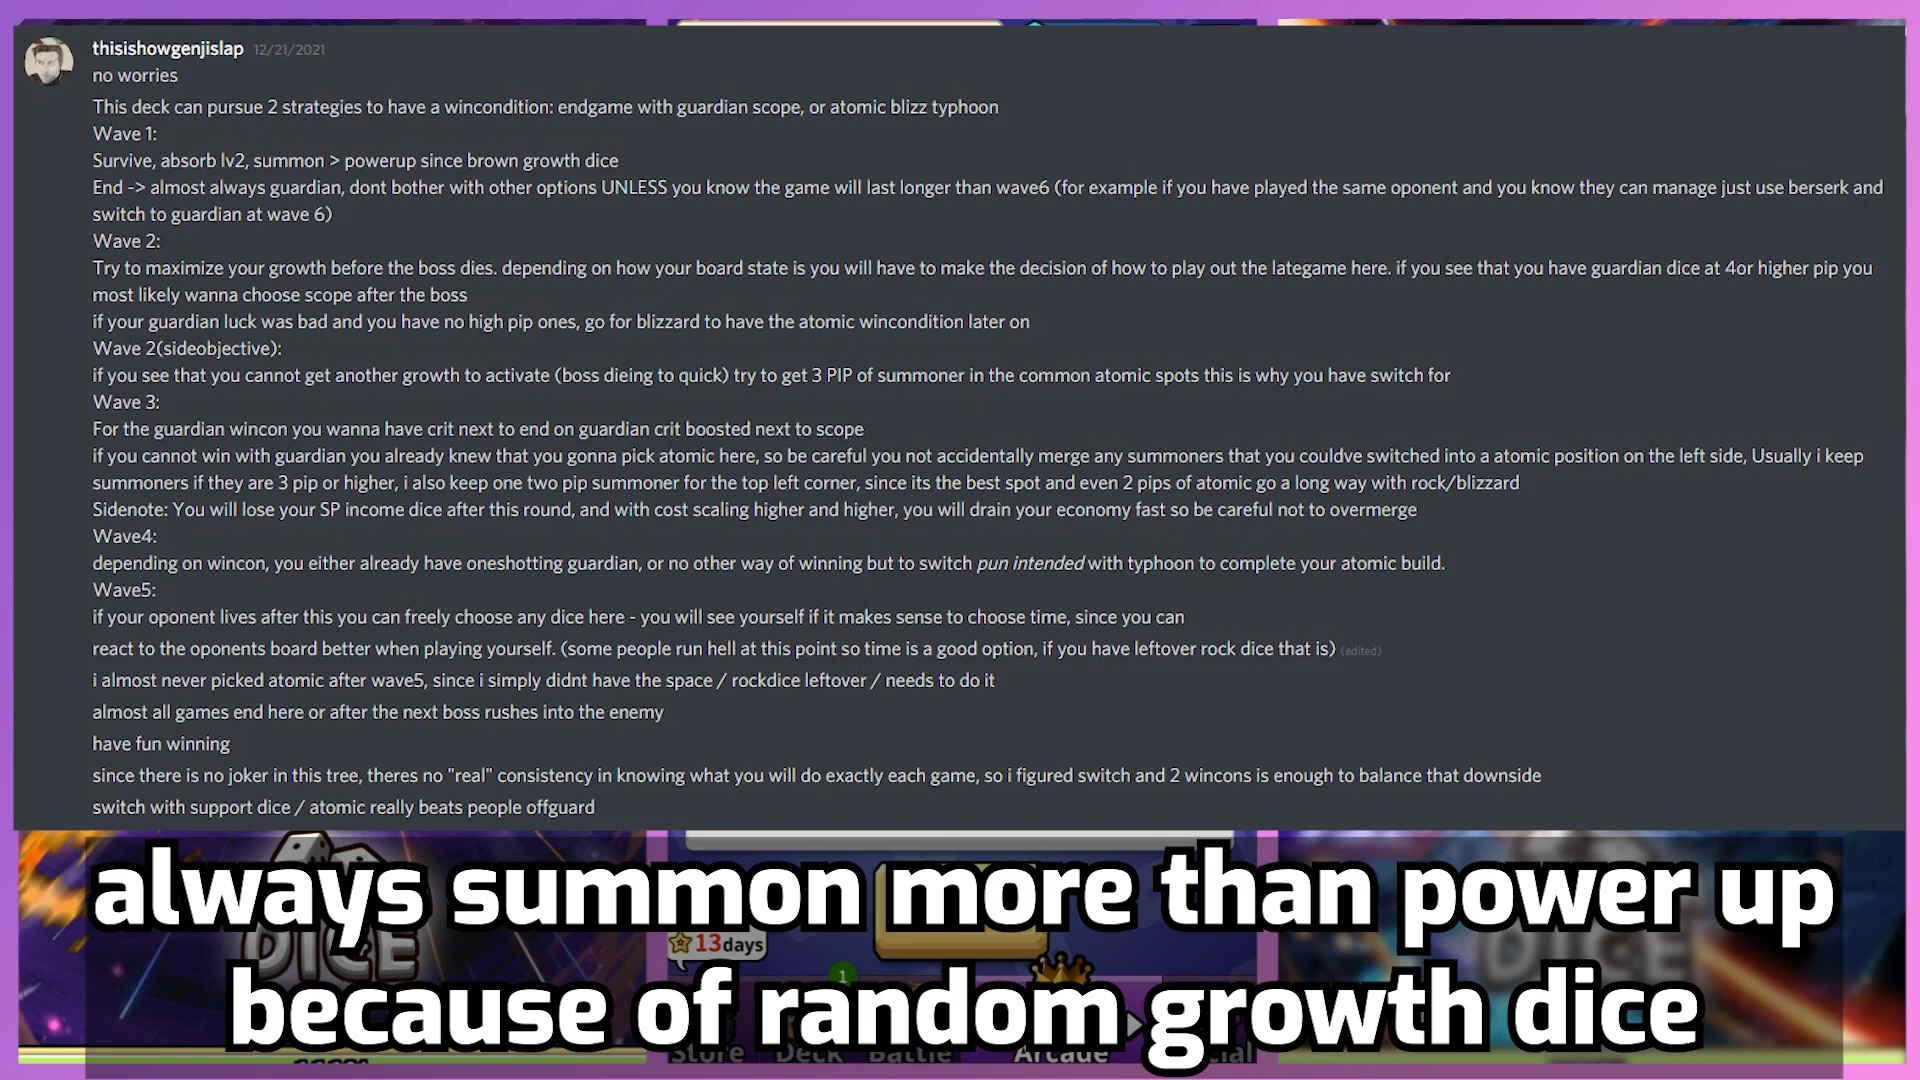 thisishowgenjislap 12/21/2021
no worries
This deck can pursue 2 strategies to have a wincondition: endgame with guardian scope, or atomic blizz typhoon
Wave 1:
Survive, absorb lv2, summon > powerup since brown growth dice
End -> almost always guardian, dont bother with other options UNLESS you know the game will last longer than wave6 (for example if you have played the same oponent and you know they can manage just use berserk and
switch to guardian at wave 6)
Wave 2:
Try to maximize your growth before the boss dies. depending on how your board state is you will have to make the decision of how to play out the lategame here. if you see that you have guardian dice at 4or higher pip you
most likely wanna choose scope after the boss
if your guardian luck was bad and you have no high pip ones, go for blizzard to have the atomic wincondition later on
Wave 2(sideobjective):
if you see that you cannot get another growth to activate (boss dieing to quick) try to get 3 PIP of summoner in the common atomic spots this is why you have switch for
Wave 3:
For the guardian wincon you wanna have crit next to end on guardian crit boosted next to scope
if you cannot win with guardian you already knew that you gonna pick atomic here, so be careful you not accidentally merge any summoners that you couldve switched into a atomic position on the left side, Usually i keep
summoners if they are 3 pip or higher, i also keep one two pip summoner for the top left corner, since its the best spot and even 2 pips of atomic go a long way with rock/blizzard
Sidenote: You will lose your SP income dice after this round, and with cost scaling higher and higher, you will drain your economy fast so be careful not to overmerge
Wave4:
depending on wincon, you either already have oneshotting guardian, or no other way of winning but to switch pun intended with typhoon to complete your atomic build.
Wave5:
if your oponent lives after this you can freely choose any dice here - you will see yourself if it makes sense to choose time, since you can
react to the oponents board better when playing yourself. (some people run hell at this point so time is a good option, if you have leftover rock dice that is) (edited)
i almost never picked atomic after wave5, since i simply didnt have the space / rockdice leftover / needs to do it
almost all games end here or after the next boss rushes into the enemy
have fun winning
since there is no joker in this tree, theres no "real" consistency in knowing what you will do exactly each game, so i figured switch and 2 wincons is enough to balance that downside
switch with support dice / atomic really beats people offguard
always summon more than power up
DICE
13days
1
because of random growth dice
Store Deck Battle Arcade